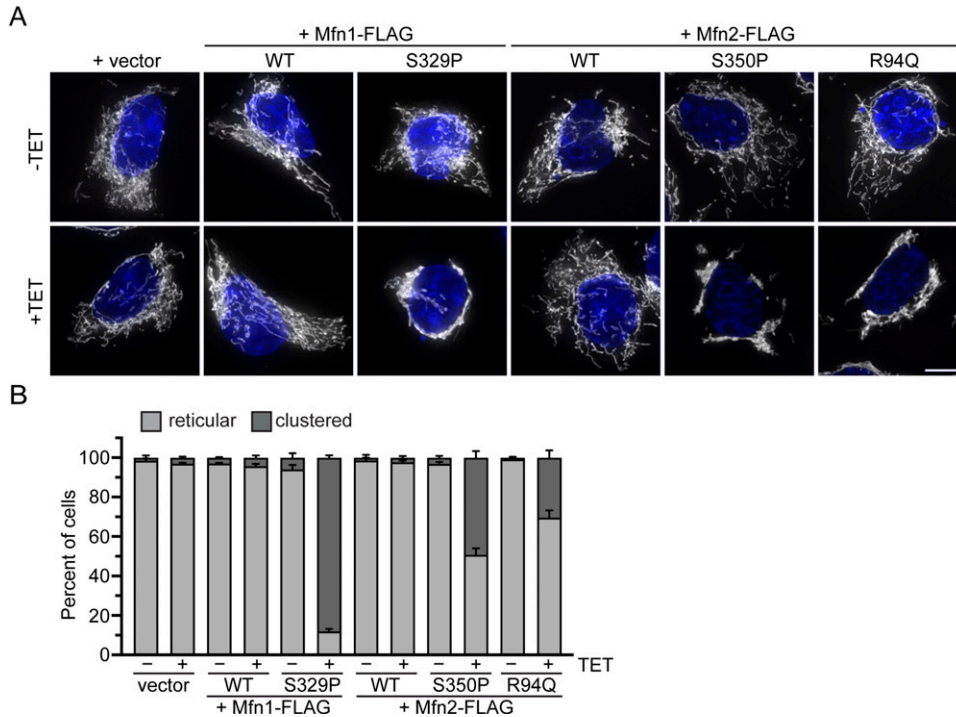 A
+ Mfn1-FLAG
+ Mfn2-FLAG
+ vector
WT
S329P
WT
S350P
R94Q
-TET
+TET
B
reticular
clustered
Percent of cells
100
80
60
40
20
0
− + − + − + − + − + − + TET
vector
WT
S329P
WT
S350P
R94Q
+ Mfn1-FLAG
+ Mfn2-FLAG